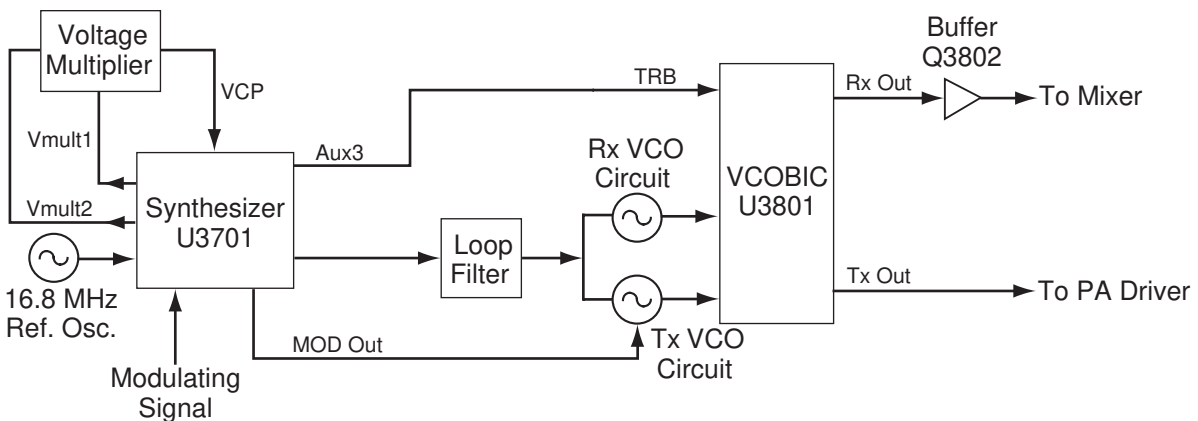 Voltage
Multiplier
VCP
Vmult1
Vmult2
Synthesizer
U3701
16.8 MHz
Ref. Osc.
Modulating
Signal
Aux3
TRB
MOD Out
Loop
Filter
Rx VCO
Circuit
Tx VCO
Circuit
VCOBIC
U3801
Rx Out
Buffer
Q3802
To Mixer
Tx Out
To PA Driver